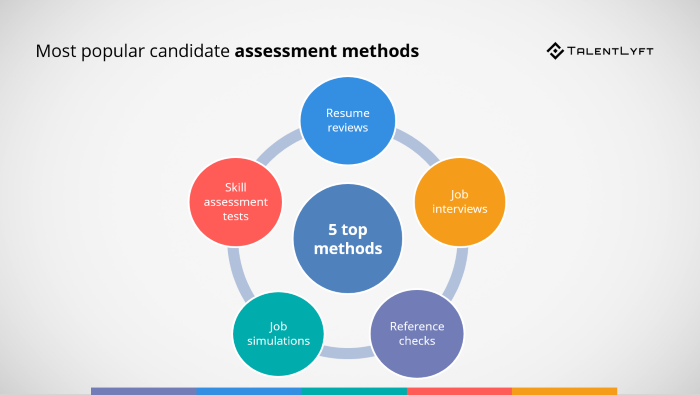 Most popular candidate assessment methods
TALENTLYFT
Resume
reviews
Job
interviews
Reference
checks
Job
simulations
Skill
assessment
tests
5 top
methods